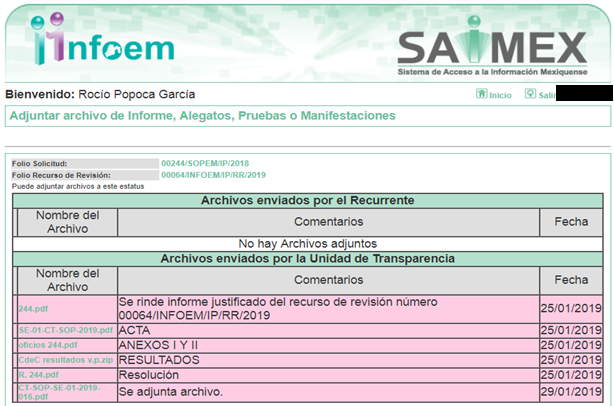 infoem
SAIMEX
Sistema de Acceso a la Información Mexiquense
Bienvenido: Rocío Popoca García
Inicio Salir
Adjuntar archivo de Informe, Alegatos, Pruebas o Manifestaciones
Folio Solicitud: 00244/SOPEM/IP/2018
Folio Recurso de Revisión: 00064/INFOEM/IP/RR/2019
Puede adjuntar archivos a este estatus
Archivos enviados por el Recurrente
Nombre del Archivo Comentarios Fecha
No hay Archivos adjuntos
Archivos enviados por la Unidad de Transparencia
Nombre del Archivo Comentarios Fecha
244.pdf Se rinde informe justificado del recurso de revisión número 00064/INFOEM/IP/RR/2019 25/01/2019
SE-01-CT-SOP-2019.pdf ACTA 25/01/2019
oficios 244.pdf ANEXOS I Y II 25/01/2019
CdeC resultados v.p.zip RESULTADOS 25/01/2019
R. 244.pdf Resolución 25/01/2019
CT-SOP-SE-01-2019-016.pdf Se adjunta archivo. 29/01/2019